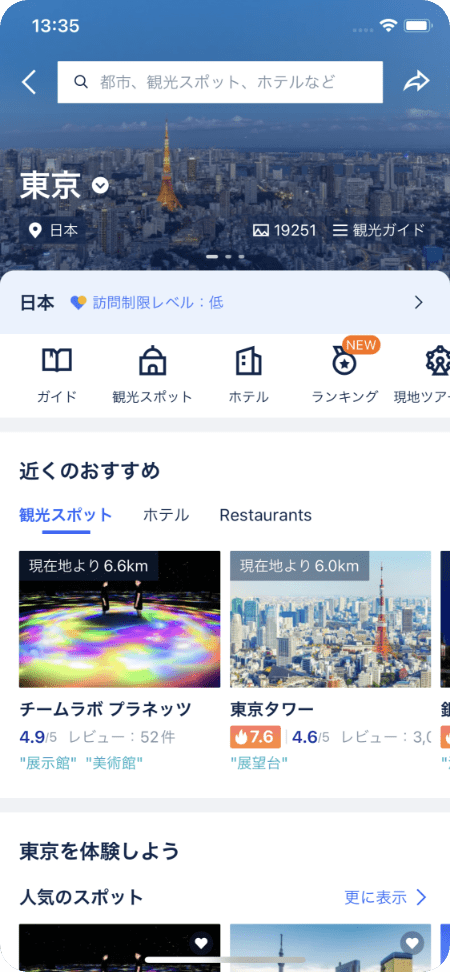 13:35
都市、観光スポット、ホテルなど
東京
日本
19251
観光ガイド
日本 訪問制限レベル：低
NEW
ガイド
観光スポット
ホテル
ランキング
現地ツア
近くのおすすめ
観光スポット
ホテル
Restaurants
現在地より 6.6km
現在地より 6.0km
チームラボ プラネッツ
東京タワー
4.9/5 レビュー：52件
7.6 4.6/5 レビュー：3,0
"展示館" "美術館"
"展望台"
東京を体験しよう
人気のスポット
更に表示